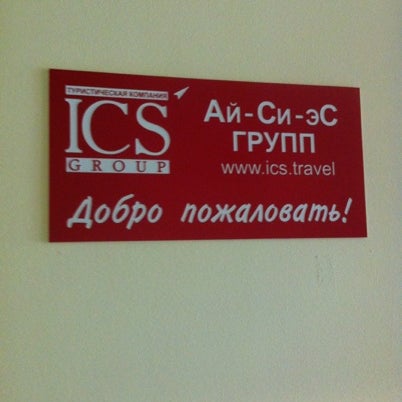 ТУРИСТИЧЕСКАЯ КОМПАНИЯ
ICS
GROUP
Ай-Си-эС
ГРУПП
www.ics.travel
Добро пожаловать!